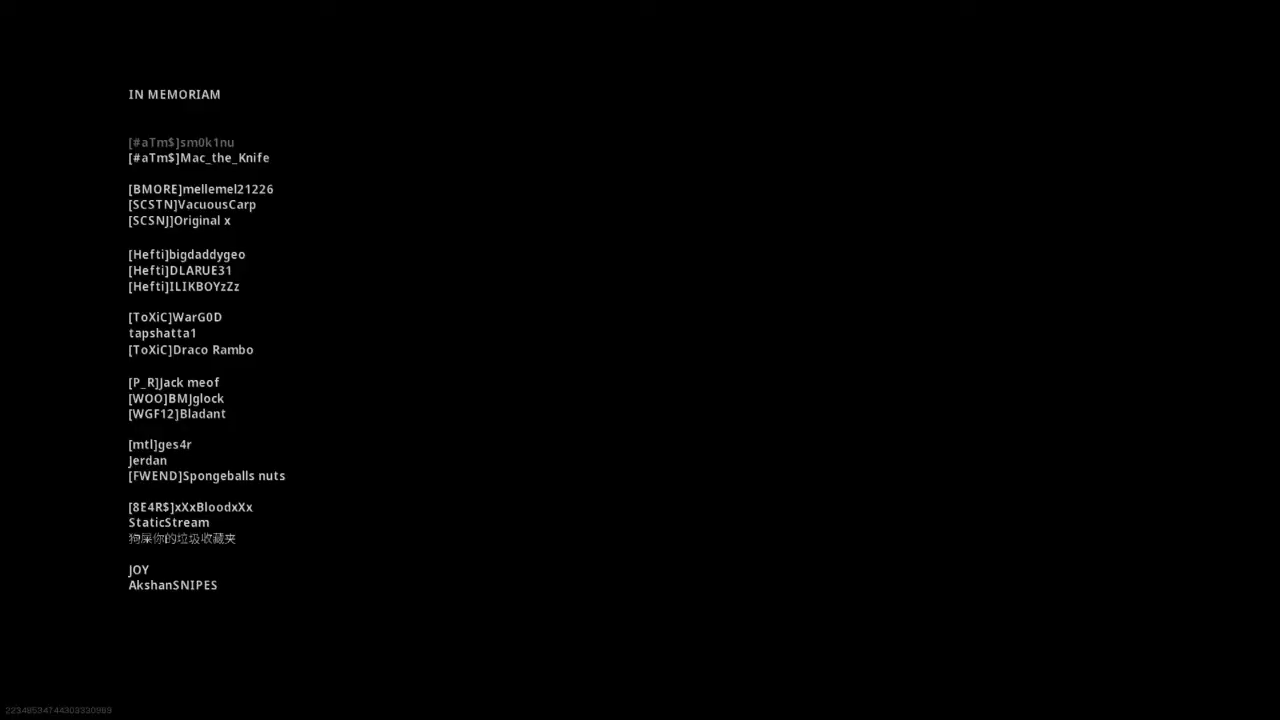 IN MEMORIAM
[#aTm$]sm0k1nu
[#aTm$]Mac_the_Knife
[BMORE]mellemel21226
[SCSTN]VacuousCarp
[SCSNJ]Original x
[Hefti]bigdaddygeo
[Hefti]DLARUE31
[Hefti]ILIKBOYzZz
[ToXiC]WarG0D
tapshatta1
[ToXiC]Draco Rambo
[P_R]Jack meof
[WOO]BMJglock
[WGF12]Bladant
[mtl]ges4r
Jerdan
[FWEND]Spongeballs nuts
[8E4R$]xXxBloodxXx
StaticStream
狗屎你的垃圾收藏夹
JOY
AkshanSNIPES